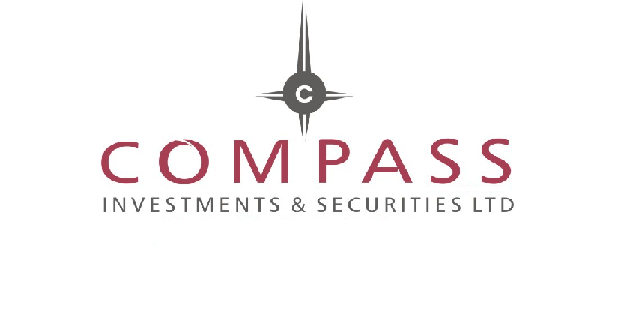 C
COMPASS
INVESTMENTS & SECURITIES LTD